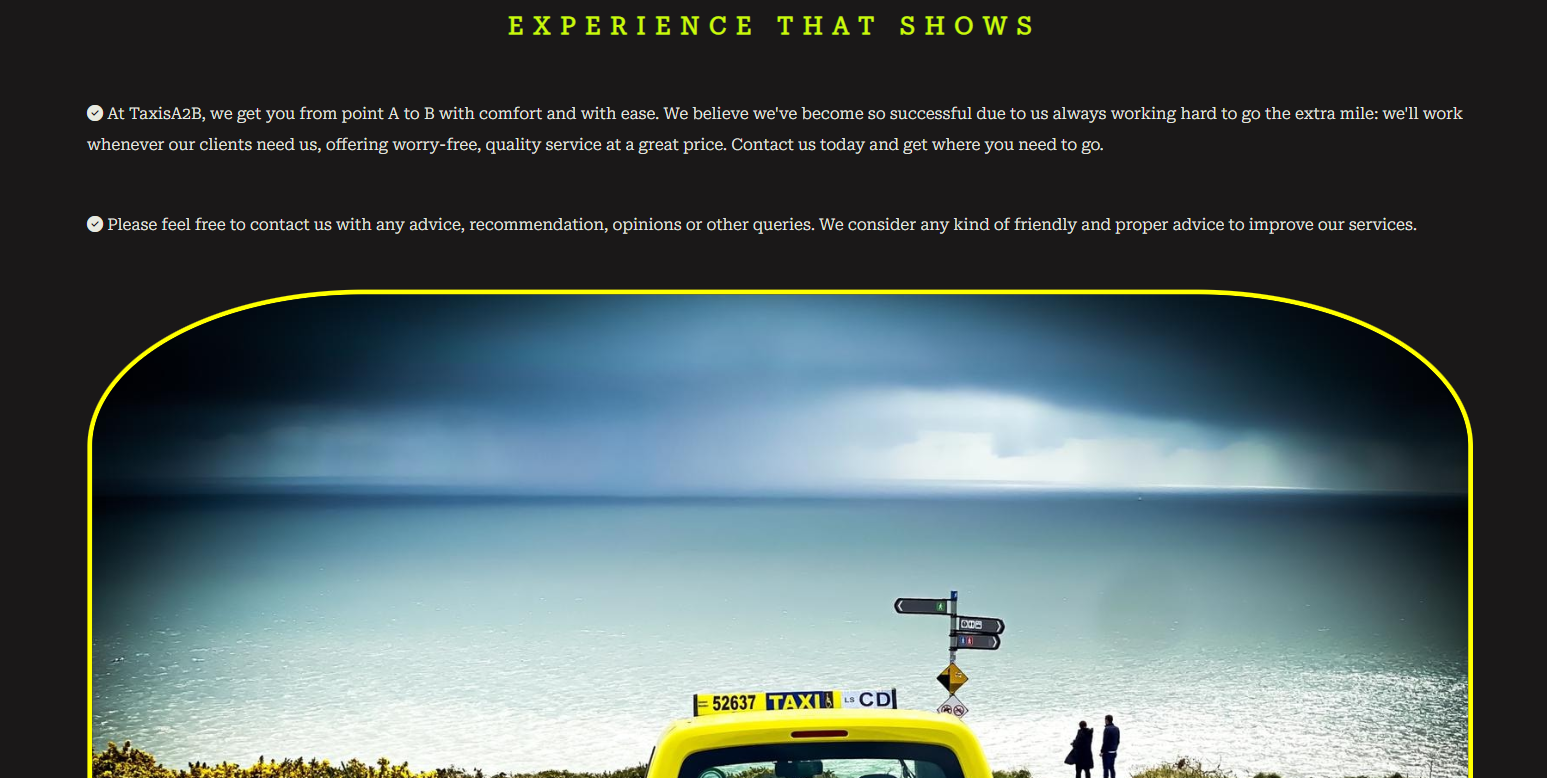 EXPERIENCE THAT SHOWS
At TaxisA2B, we get you from point A to B with comfort and with ease. We believe we've become so successful due to us always working hard to go the extra mile: we'll work
whenever our clients need us, offering worry-free, quality service at a great price. Contact us today and get where you need to go.
Please feel free to contact us with any advice, recommendation, opinions or other queries. We consider any kind of friendly and proper advice to improve our services.
52637 TAXI LS CD